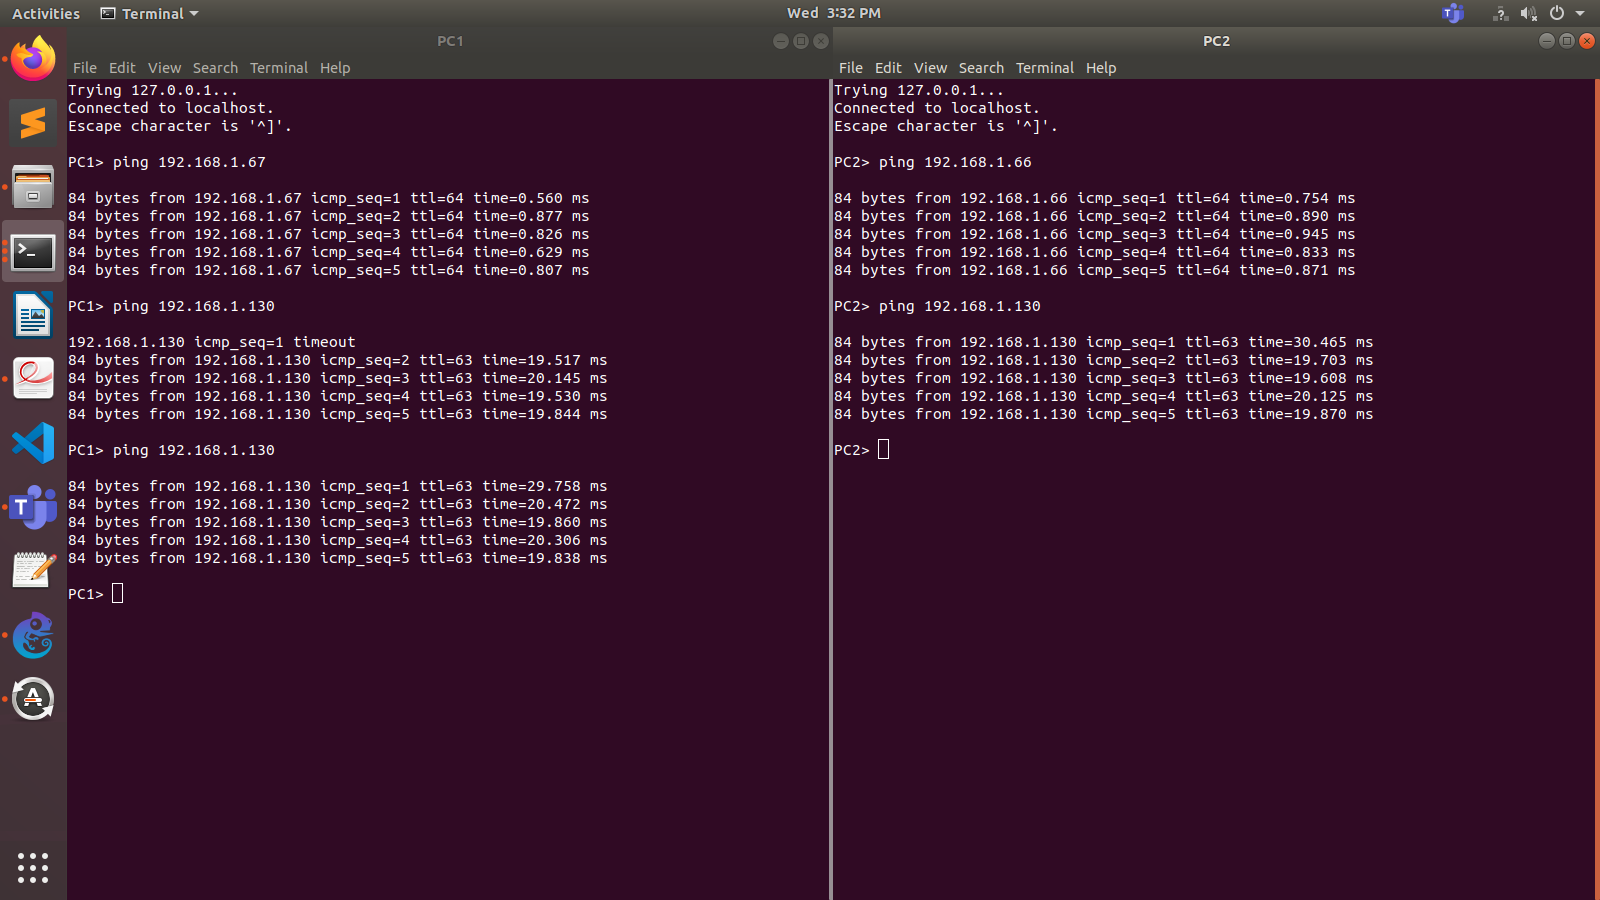 Activities
Terminal
Wed 3:32 PM
PC1
File Edit View Search Terminal Help
Trying 127.0.0.1...
Connected to localhost.
Escape character is '^]'.
PC1> ping 192.168.1.67
84 bytes from 192.168.1.67 icmp_seq=1 ttl=64 time=0.560 ms
84 bytes from 192.168.1.67 icmp_seq=2 ttl=64 time=0.877 ms
84 bytes from 192.168.1.67 icmp_seq=3 ttl=64 time=0.826 ms
84 bytes from 192.168.1.67 icmp_seq=4 ttl=64 time=0.629 ms
84 bytes from 192.168.1.67 icmp_seq=5 ttl=64 time=0.807 ms
PC1> ping 192.168.1.130
192.168.1.130 icmp_seq=1 timeout
84 bytes from 192.168.1.130 icmp_seq=2 ttl=63 time=19.517 ms
84 bytes from 192.168.1.130 icmp_seq=3 ttl=63 time=20.145 ms
84 bytes from 192.168.1.130 icmp_seq=4 ttl=63 time=19.530 ms
84 bytes from 192.168.1.130 icmp_seq=5 ttl=63 time=19.844 ms
PC1> ping 192.168.1.130
84 bytes from 192.168.1.130 icmp_seq=1 ttl=63 time=29.758 ms
84 bytes from 192.168.1.130 icmp_seq=2 ttl=63 time=20.472 ms
84 bytes from 192.168.1.130 icmp_seq=3 ttl=63 time=19.860 ms
84 bytes from 192.168.1.130 icmp_seq=4 ttl=63 time=20.306 ms
84 bytes from 192.168.1.130 icmp_seq=5 ttl=63 time=19.838 ms
PC1>
PC2
File Edit View Search Terminal Help
Trying 127.0.0.1...
Connected to localhost.
Escape character is '^]'.
PC2> ping 192.168.1.66
84 bytes from 192.168.1.66 icmp_seq=1 ttl=64 time=0.754 ms
84 bytes from 192.168.1.66 icmp_seq=2 ttl=64 time=0.890 ms
84 bytes from 192.168.1.66 icmp_seq=3 ttl=64 time=0.945 ms
84 bytes from 192.168.1.66 icmp_seq=4 ttl=64 time=0.833 ms
84 bytes from 192.168.1.66 icmp_seq=5 ttl=64 time=0.871 ms
PC2> ping 192.168.1.130
84 bytes from 192.168.1.130 icmp_seq=1 ttl=63 time=30.465 ms
84 bytes from 192.168.1.130 icmp_seq=2 ttl=63 time=19.703 ms
84 bytes from 192.168.1.130 icmp_seq=3 ttl=63 time=19.608 ms
84 bytes from 192.168.1.130 icmp_seq=4 ttl=63 time=20.125 ms
84 bytes from 192.168.1.130 icmp_seq=5 ttl=63 time=19.870 ms
PC2>